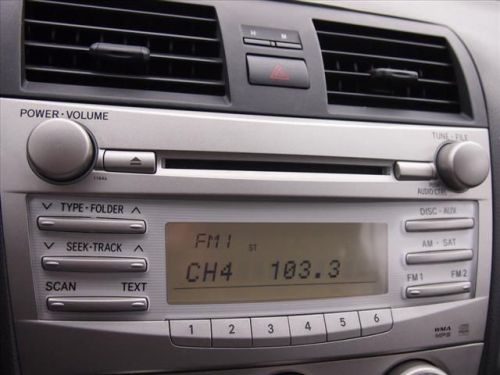 H M
POWER · VOLUME
TUNE · FILE
11844
AUDIO CTRL
TYPE · FOLDER
DISC · AUX
FM1 ST
SEEK · TRACK
AM · SAT
CH4 103.3
SCAN TEXT
FM1 FM2
1 2 3 4 5 6
WMA
MP3